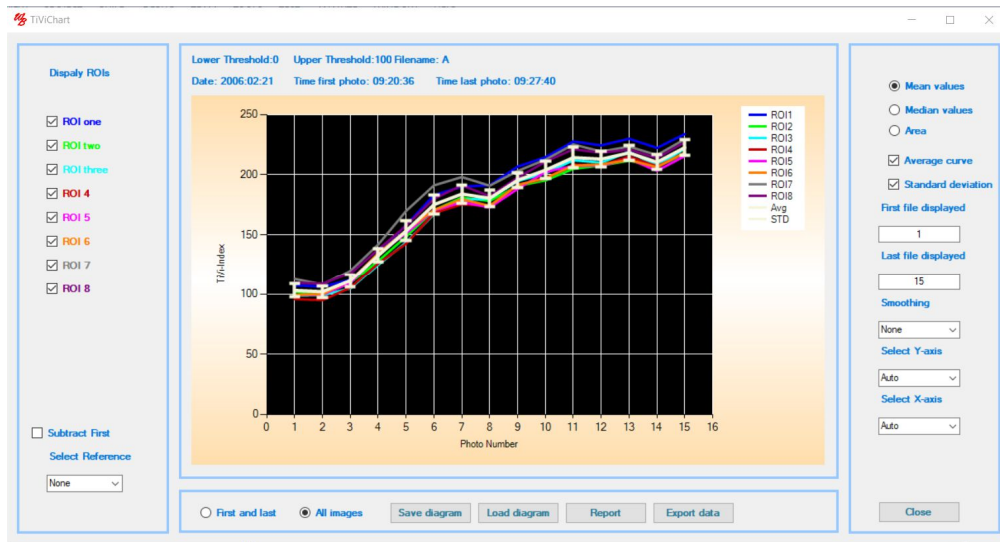 TiViChart
Dispaly ROIs
ROI one
ROI two
ROI three
ROI 4
ROI 5
ROI 6
ROI 7
ROI 8
Subtract First
Select Reference
None
Lower Threshold:0 Upper Threshold:100 Filename: A
Date: 2006:02:21 Time first photo: 09:20:36 Time last photo: 09:27:40
250
200
150
100
50
0
TiVi-Index
0 1 2 3 4 5 6 7 8 9 10 11 12 13 14 15 16
Photo Number
ROI1
ROI2
ROI3
ROI4
ROI5
ROI6
ROI7
ROI8
Avg
STD
First and last All images Save diagram Load diagram Report Export data
Mean values
Median values
Area
Average curve
Standard deviation
First file displayed
1
Last file displayed
15
Smoothing
None
Select Y-axis
Auto
Select X-axis
Auto
Close